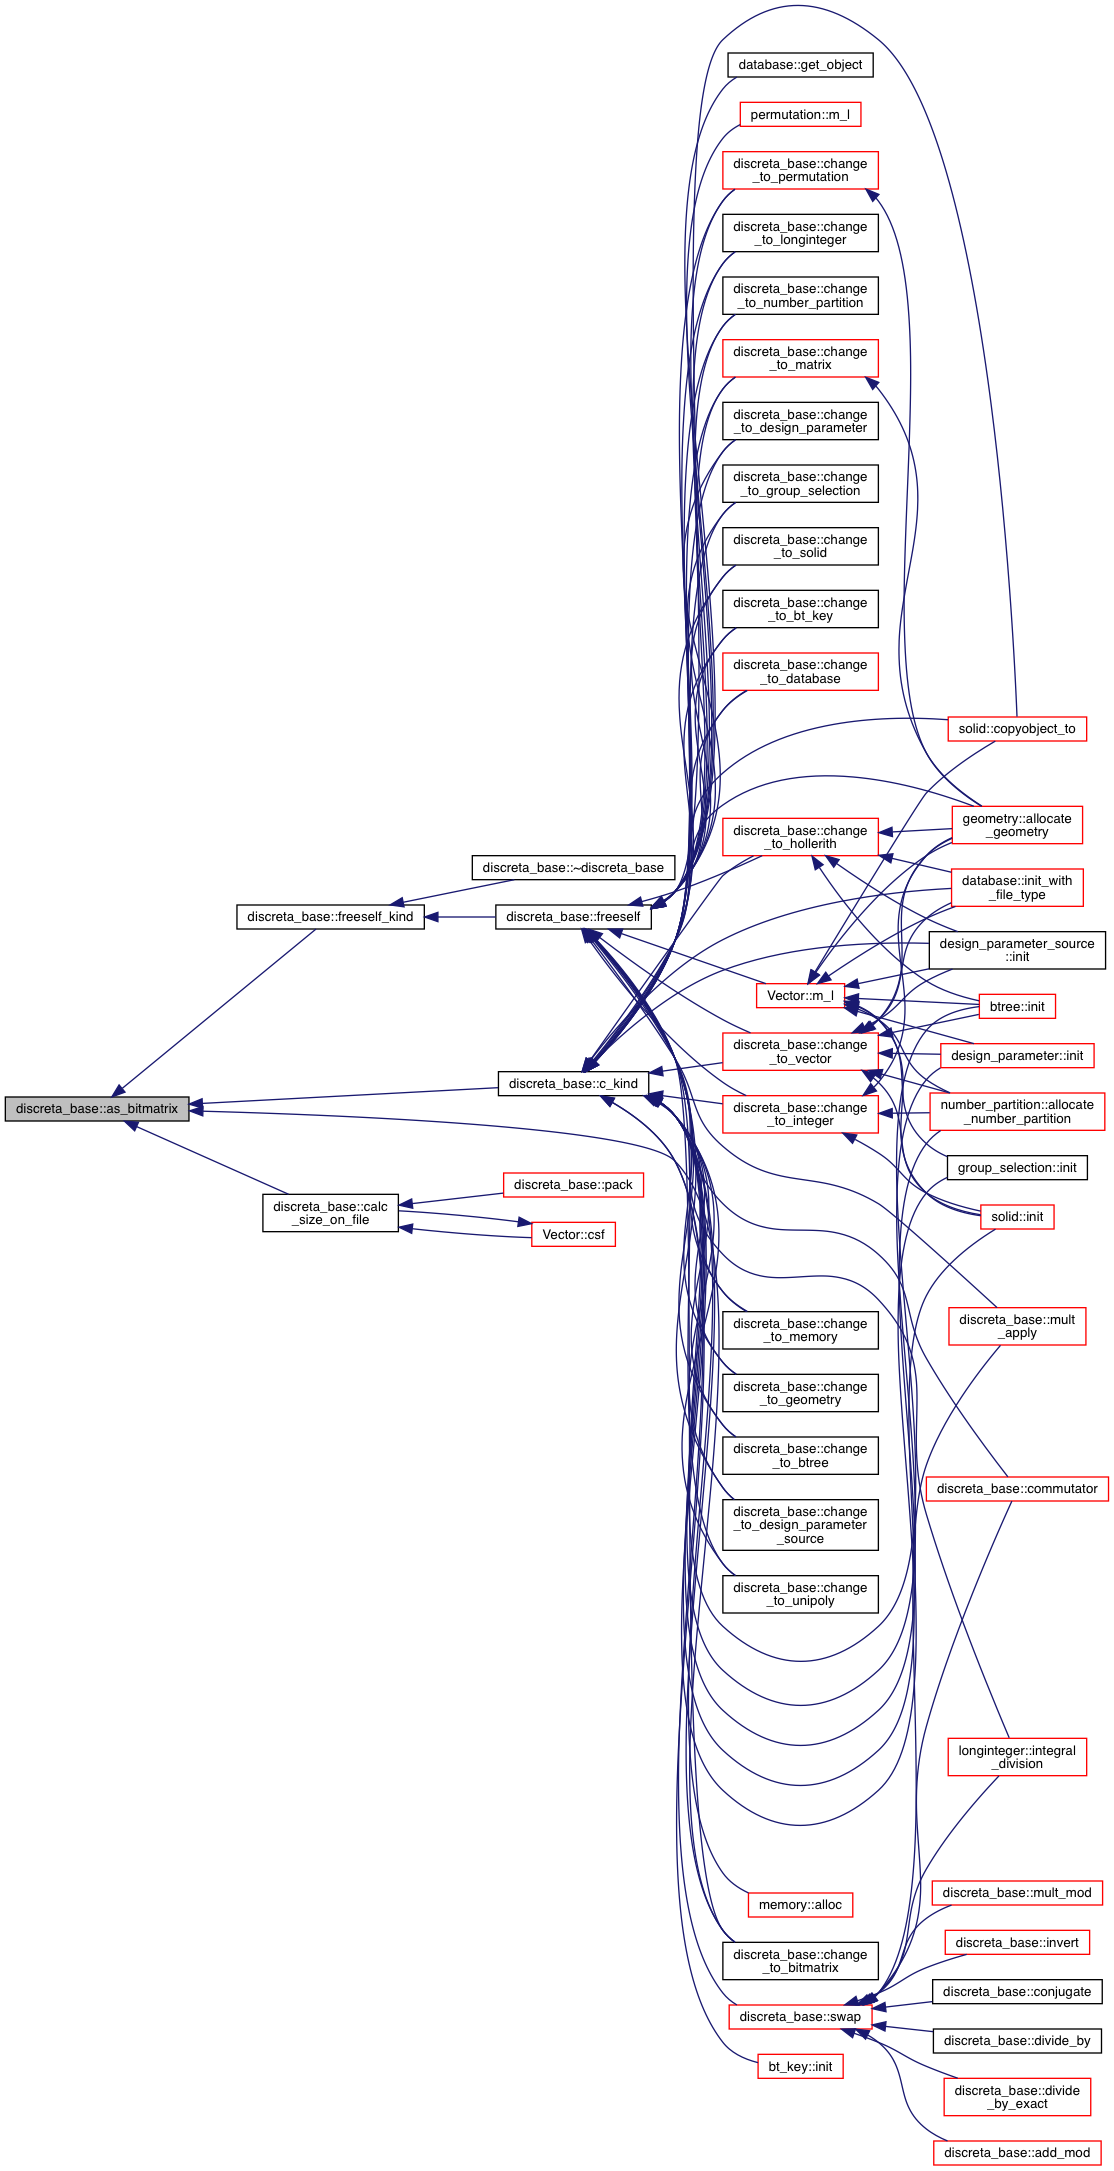 discreta_base::as_bitmatrix
discreta_base::freeself_kind
discreta_base::calc
_size_on_file
discreta_base::~discreta_base
discreta_base::freeself
discreta_base::c_kind
discreta_base::pack
Vector::csf
database::get_object
permutation::m_l
discreta_base::change
_to_permutation
discreta_base::change
_to_longinteger
discreta_base::change
_to_number_partition
discreta_base::change
_to_matrix
discreta_base::change
_to_design_parameter
discreta_base::change
_to_group_selection
discreta_base::change
_to_solid
discreta_base::change
_to_bt_key
discreta_base::change
_to_database
discreta_base::change
_to_hollerith
Vector::m_l
discreta_base::change
_to_vector
discreta_base::change
_to_integer
discreta_base::change
_to_memory
discreta_base::change
_to_geometry
discreta_base::change
_to_btree
discreta_base::change
_to_design_parameter
_source
discreta_base::change
_to_unipoly
memory::alloc
discreta_base::change
_to_bitmatrix
discreta_base::swap
bt_key::init
solid::copyobject_to
geometry::allocate
_geometry
database::init_with
_file_type
design_parameter_source
::init
btree::init
design_parameter::init
number_partition::allocate
_number_partition
group_selection::init
solid::init
discreta_base::mult
_apply
discreta_base::commutator
longinteger::integral
_division
discreta_base::mult_mod
discreta_base::invert
discreta_base::conjugate
discreta_base::divide_by
discreta_base::divide
_by_exact
discreta_base::add_mod